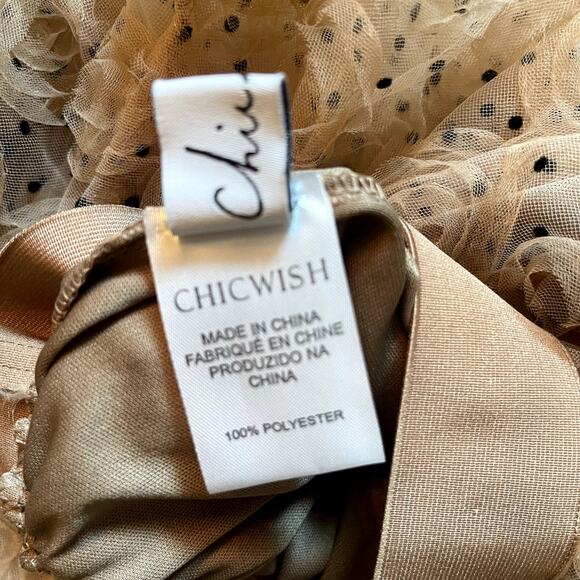 Chic
CHICWISH
MADE IN CHINA
FABRIQUÉ EN CHINE
PRODUZIDO NA
CHINA
100% POLYESTER